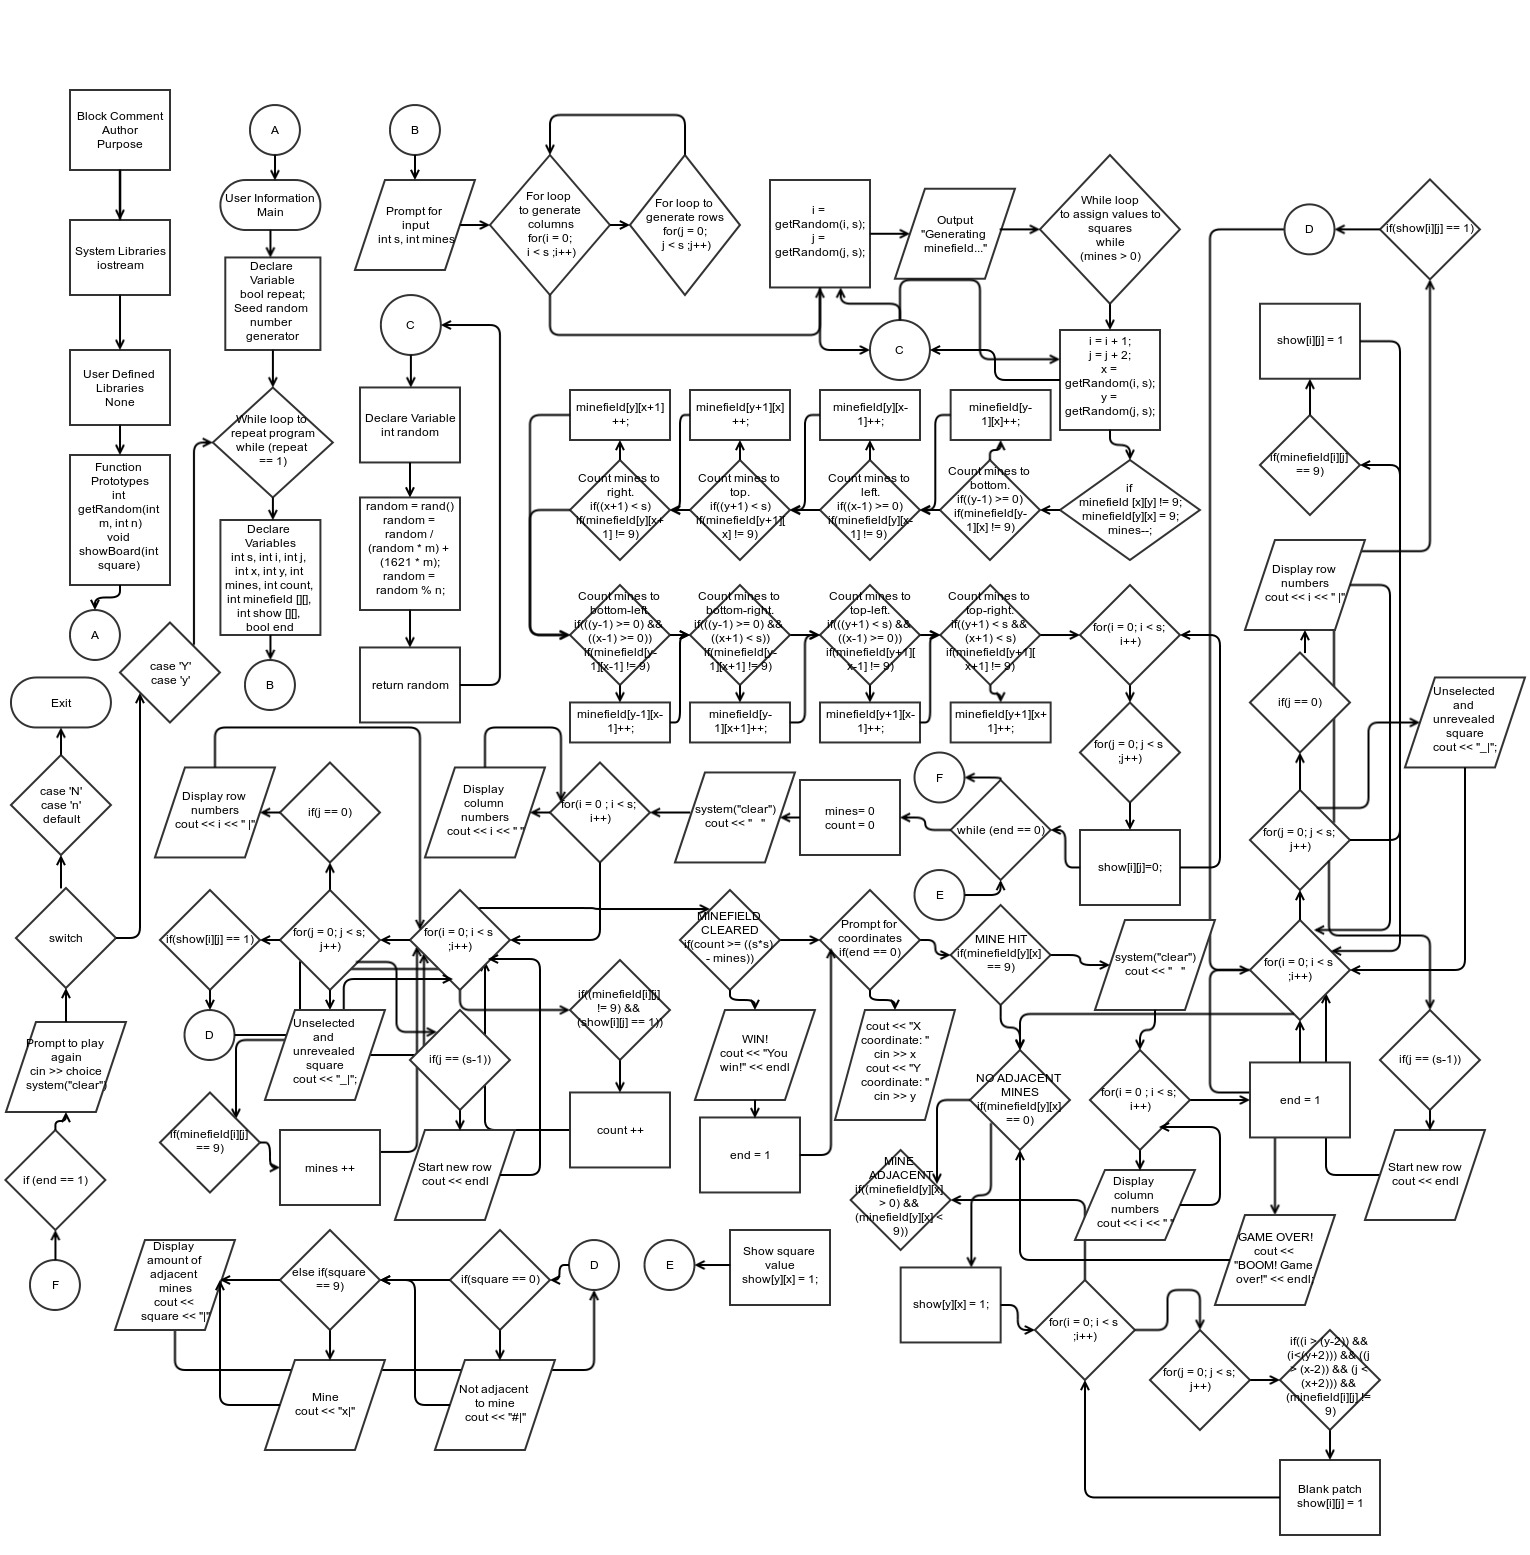 Block Comment
Author
Purpose
System Libraries
iostream
User Defined
Libraries
None
Function
Prototypes
int
getRandom(int
m, int n)
void
showBoard(int
square)
A
A
User Information
Main
Declare
Variable
bool repeat;
Seed random
number
generator
While loop to
repeat program
while (repeat
== 1)
Declare
Variables
int s, int i, int j,
int x, int y, int
mines, int count,
int minefield [][],
int show [][],
bool end
B
case 'Y'
case 'y'
Exit
case 'N'
case 'n'
default
switch
Prompt to play
again
cin >> choice
system("clear")
if (end == 1)
F
B
Prompt for
input
int s, int mines
For loop
to generate
columns
for(i = 0;
i < s ;i++)
For loop to
generate rows
for(j = 0;
j < s ;j++)
i =
getRandom(i, s);
j =
getRandom(j, s);
Output
"Generating
minefield..."
While loop
to assign values to
squares
while
(mines > 0)
C
Declare Variable
int random
random = rand()
random =
random /
(random * m) +
(1621 * m);
random =
random % n;
return random
C
i = i + 1;
j = j + 2;
x =
getRandom(i, s);
y =
getRandom(j, s);
minefield[y][x+1]
++;
minefield[y+1][x]
++;
minefield[y][x-
1]++;
minefield[y-
1][x]++;
Count mines to
right.
if((x+1) < s)
if(minefield[y][x+
1] != 9)
Count mines to
top.
if((y+1) < s)
if(minefield[y+1][
x] != 9)
Count mines to
left.
if((x-1) >= 0)
if(minefield[y][x-
1] != 9)
Count mines to
bottom.
if((y-1) >= 0)
if(minefield[y-
1][x] != 9)
if
minefield [x][y] != 9;
minefield[y][x] = 9;
mines--;
Count mines to
bottom-left.
if(((y-1) >= 0) &&
((x-1) >= 0))
if(minefield[y-
1][x-1] != 9)
Count mines to
bottom-right.
if(((y-1) >= 0) &&
((x+1) < s))
if(minefield[y-
1][x+1] != 9)
Count mines to
top-left.
if(((y+1) < s) &&
((x-1) >= 0))
if(minefield[y+1][
x-1] != 9)
Count mines to
top-right.
if((y+1) < s &&
(x+1) < s)
if(minefield[y+1][
x+1] != 9)
for(i = 0; i < s;
i++)
minefield[y-1][x-
1]++;
minefield[y-
1][x+1]++;
minefield[y+1][x-
1]++;
minefield[y+1][x+
1]++;
for(j = 0; j < s
;j++)
show[i][j]=0;
D
if(show[i][j] == 1)
show[i][j] = 1
if(minefield[i][j]
== 9)
Display row
numbers
cout << i << " |"
if(j == 0)
Unselected
and
unrevealed
square
cout << "_|";
for(j = 0; j < s;
j++)
for(i = 0; i < s
;i++)
if(j == (s-1))
Start new row
cout << endl
F
while (end == 0)
E
mines= 0
count = 0
system("clear")
cout << "   "
for(i = 0 ; i < s;
i++)
Display
column
numbers
cout << i << " "
if(j == 0)
Display row
numbers
cout << i << " |"
if(show[i][j] == 1)
for(j = 0; j < s;
j++)
for(i = 0; i < s
;i++)
D
Unselected
and
unrevealed
square
cout << "_|";
if(j == (s-1))
if(minefield[i][j]
== 9)
mines ++
Start new row
cout << endl
if((minefield[i][j]
!= 9) &&
(show[i][j] == 1))
count ++
MINEFIELD
CLEARED
if(count >= ((s*s)
- mines))
WIN!
cout << "You
win!" << endl
end = 1
Prompt for
coordinates
if(end == 0)
cout << "X
coordinate: "
cin >> x
cout << "Y
coordinate: "
cin >> y
MINE HIT
if(minefield[y][x]
== 9)
system("clear")
cout << "   "
for(i = 0 ; i < s;
i++)
Display
column
numbers
cout << i << " "
end = 1
GAME OVER!
cout <<
"BOOM! Game
over!" << endl;
NO ADJACENT
MINES
if(minefield[y][x]
== 0)
MINE
ADJACENT
if((minefield[y][x]
> 0) &&
(minefield[y][x] <
9))
show[y][x] = 1;
for(i = 0; i < s
;i++)
for(j = 0; j < s;
j++)
if((i > (y-2)) &&
(i<(y+2))) && ((j
> (x-2)) && (j <
(x+2))) &&
(minefield[i][j] !=
9)
Blank patch
show[i][j] = 1
Display
amount of
adjacent
mines
cout <<
square << "|"
else if(square
== 9)
if(square == 0)
D
Mine
cout << "x|"
Not adjacent
to mine
cout << "#|"
E
Show square
value
show[y][x] = 1;